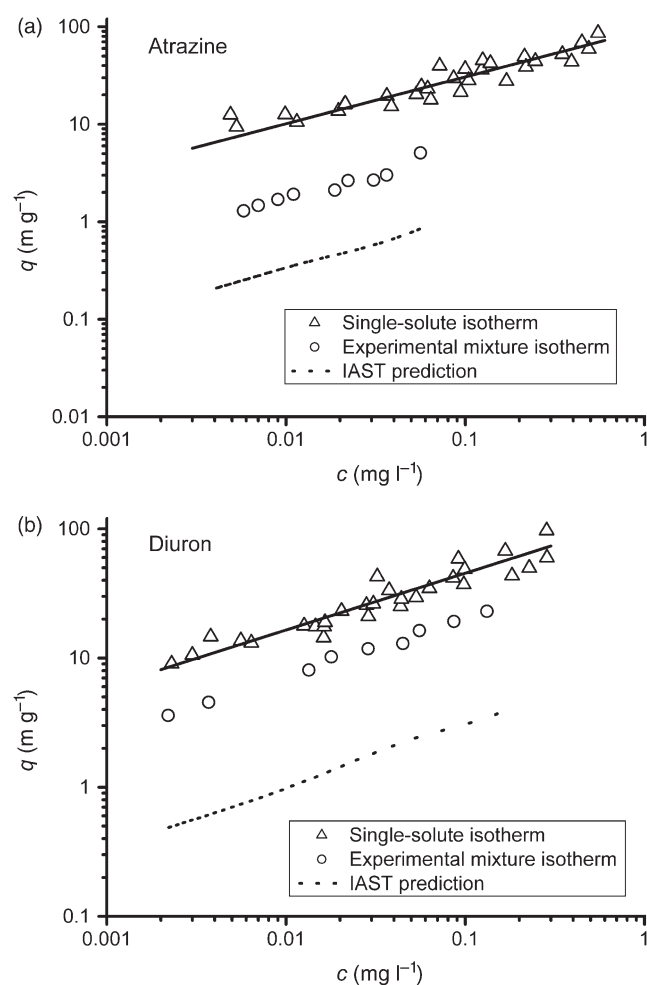 (a)
Atrazine
100
10
1
0.1
0.01
q (m g⁻¹)
Single-solute isotherm
Experimental mixture isotherm
IAST prediction
0.001 0.01 0.1 1
c (mg l⁻¹)
(b)
Diuron
100
10
1
0.1
q (m g⁻¹)
Single-solute isotherm
Experimental mixture isotherm
IAST prediction
0.001 0.01 0.1 1
c (mg l⁻¹)